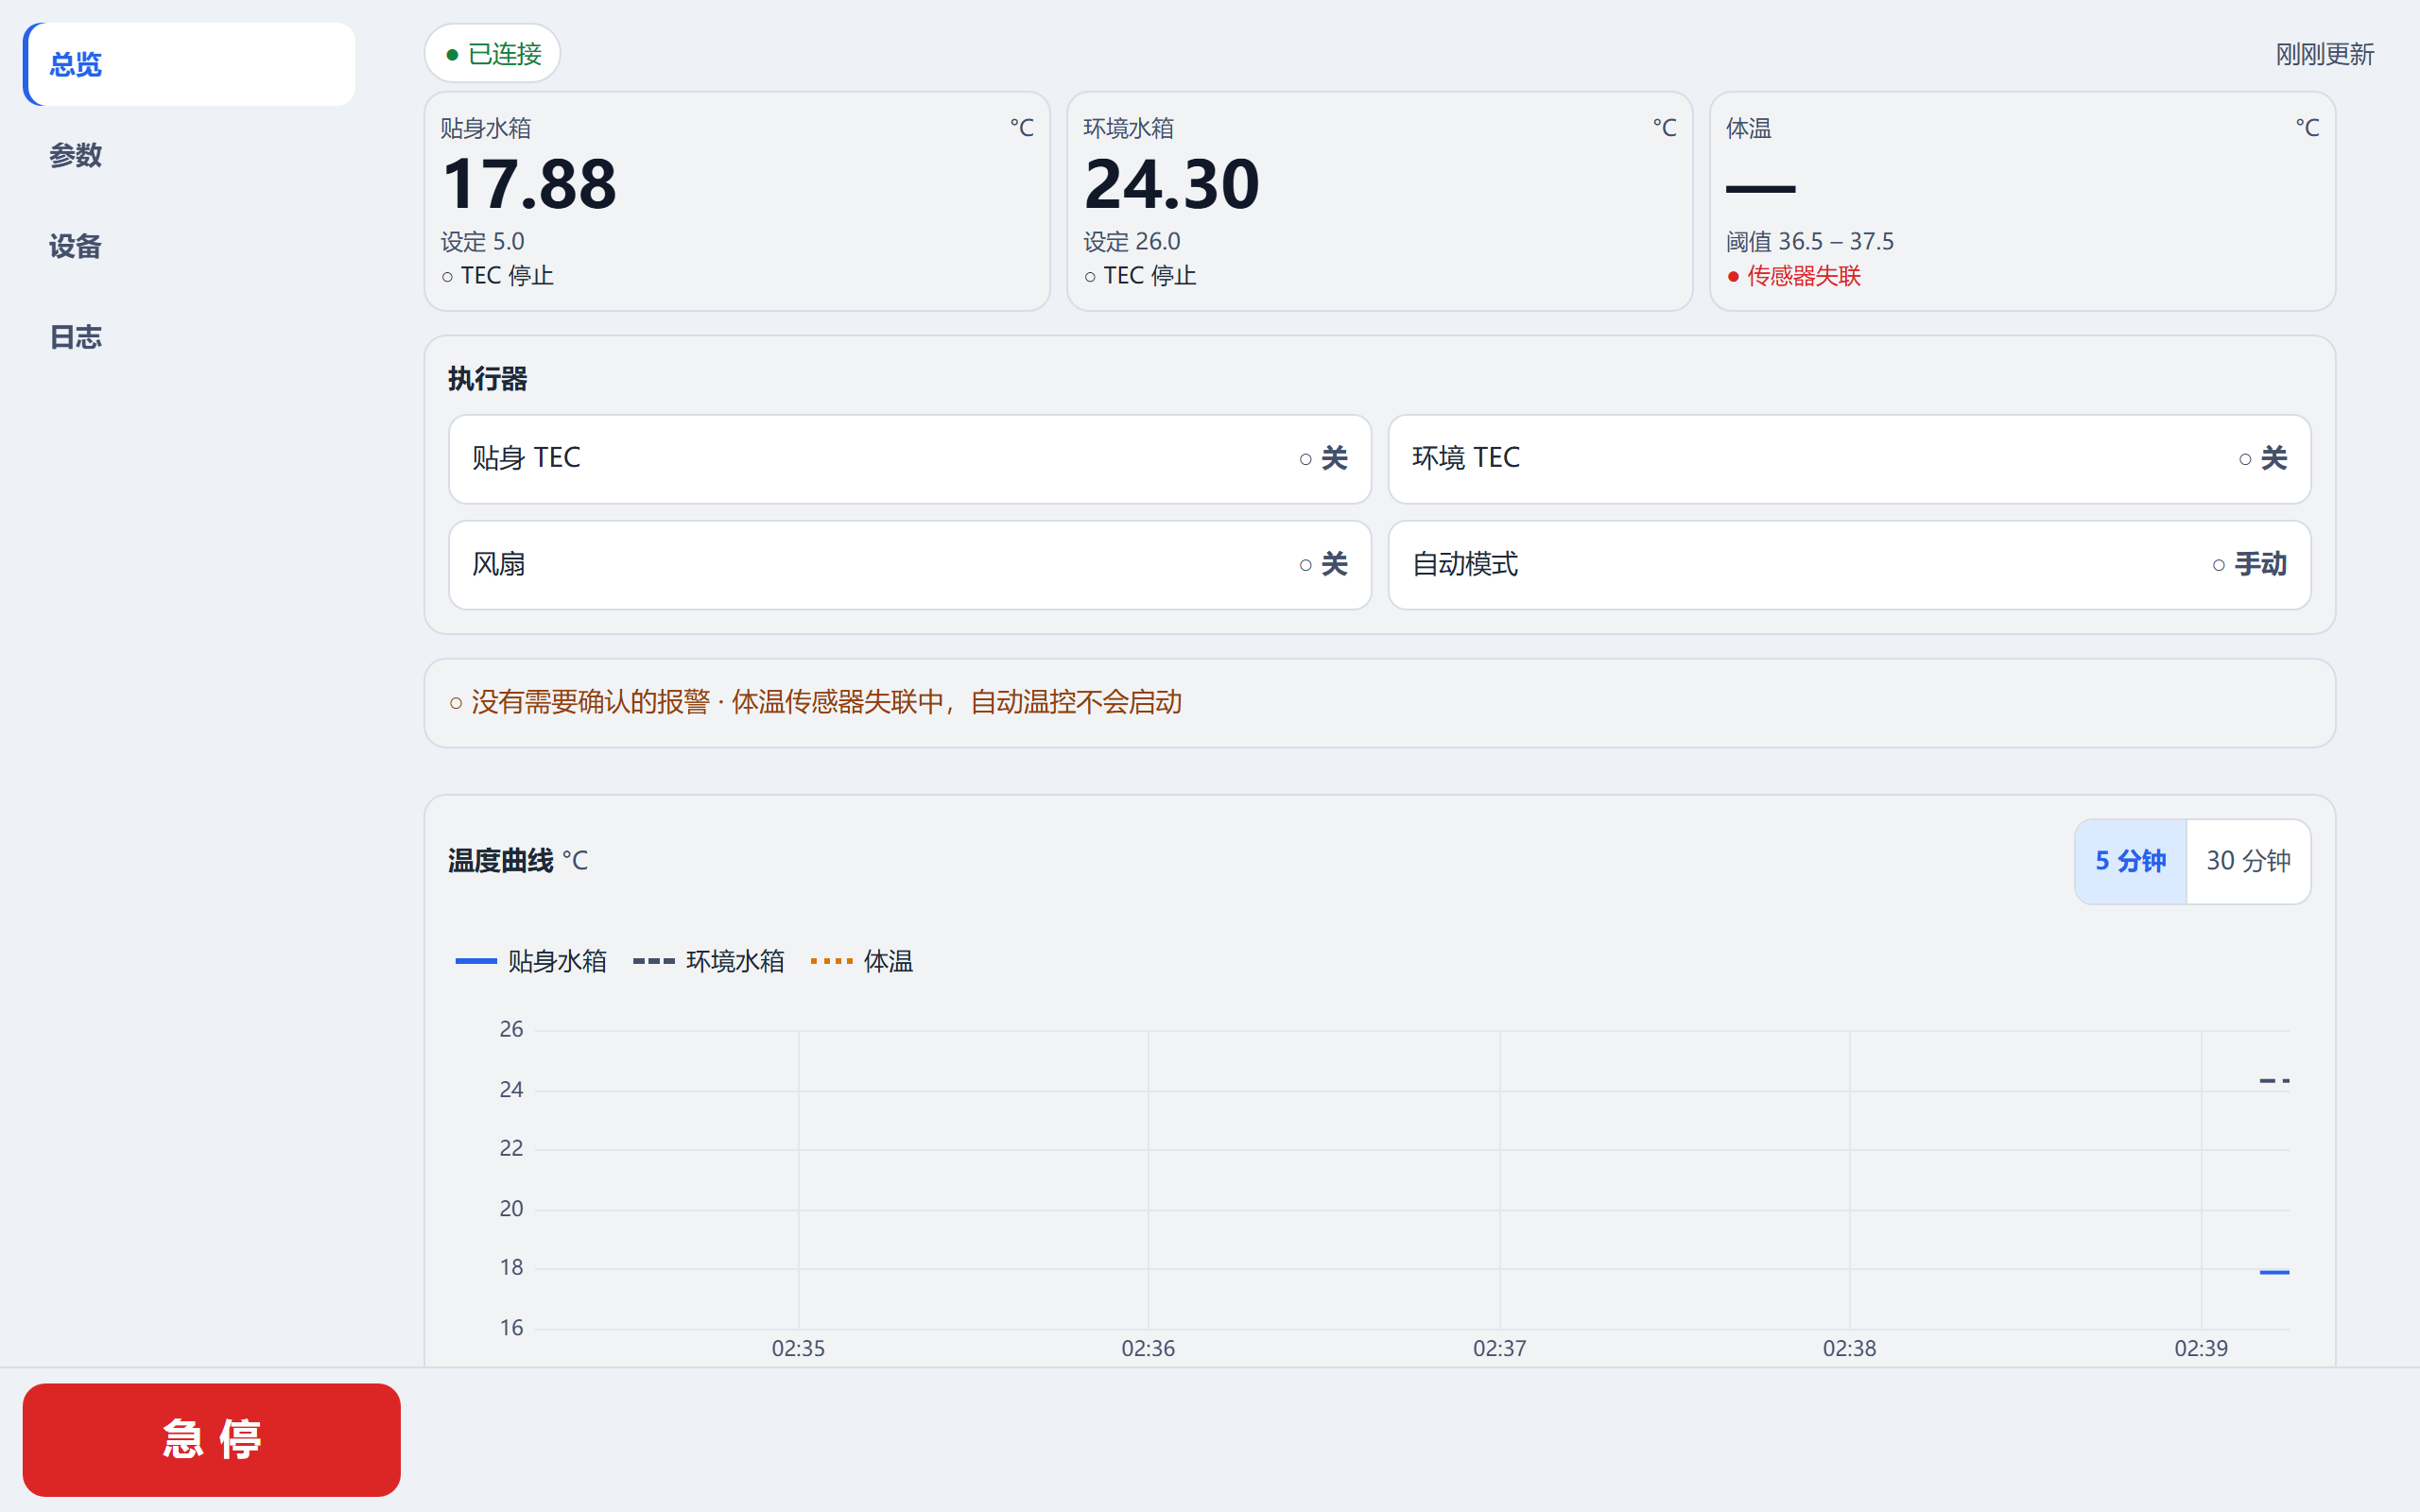 总览
参数
设备
日志
● 已连接
刚刚更新
贴身水箱 °C
17.88
设定 5.0
○ TEC 停止
环境水箱 °C
24.30
设定 26.0
○ TEC 停止
体温 °C
—
阈值 36.5 – 37.5
● 传感器失联
执行器
贴身 TEC ○ 关
环境 TEC ○ 关
风扇 ○ 关
自动模式 ○ 手动
○ 没有需要确认的报警 · 体温传感器失联中，自动温控不会启动
温度曲线 °C
5 分钟 30 分钟
贴身水箱 环境水箱 体温
26
24
22
20
18
16
02:35 02:36 02:37 02:38 02:39
急 停